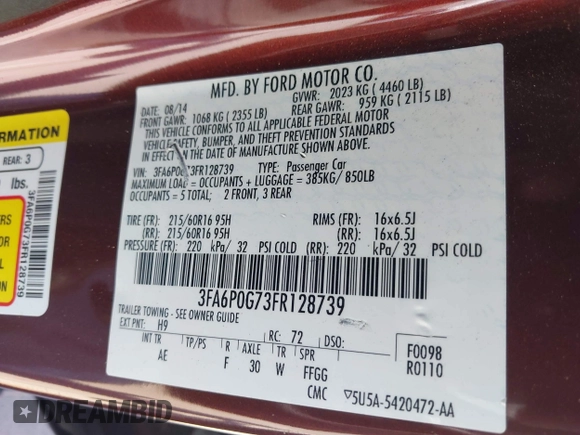 MFD. BY FORD MOTOR CO.
DATE: 08/14 GVWR: 2023 KG ( 4460 LB)
FRONT GAWR: 1068 KG ( 2355 LB) REAR GAWR: 959 KG ( 2115 LB)
THIS VEHICLE CONFORMS TO ALL APPLICABLE FEDERAL MOTOR
VEHICLE SAFETY, BUMPER, AND THEFT PREVENTION STANDARDS
IN EFFECT ON THE DATE OF MANUFACTURE SHOWN ABOVE.
VIN: 3FA6P0G73FR128739 TYPE: Passenger Car
MAXIMUM LOAD = OCCUPANTS + LUGGAGE = 385KG/ 850LB
OCCUPANTS = 5 TOTAL; 2 FRONT, 3 REAR
TIRE (FR): 215/60R16 95H RIMS (FR): 16x6.5J
(RR): 215/60R16 95H (RR): 16x6.5J
PRESSURE (FR): 220 kPa/ 32 PSI COLD (RR): 220 kPa/ 32 PSI COLD
3FA6P0G73FR128739
TRAILER TOWING - SEE OWNER GUIDE
EXT PNT: H9 RC: 72 DSO: F0098
R0110
INT TR TP/PS R AXLE TR SPR
AE F 30 W FFGG
CMC 5U5A-5420472-AA
FORMATION
REAR: 3
lbs.
ERS
OR
3FA6P0G73FR128739
DREAMBID